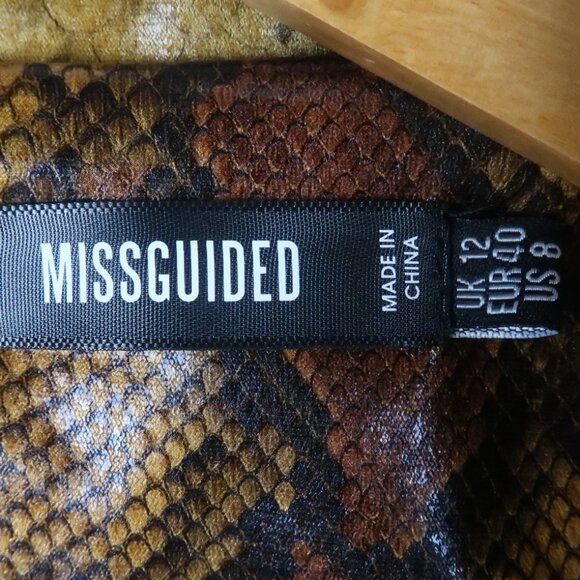 MISSGUIDED
MADE IN
CHINA
UK 12
EUR 40
US 8